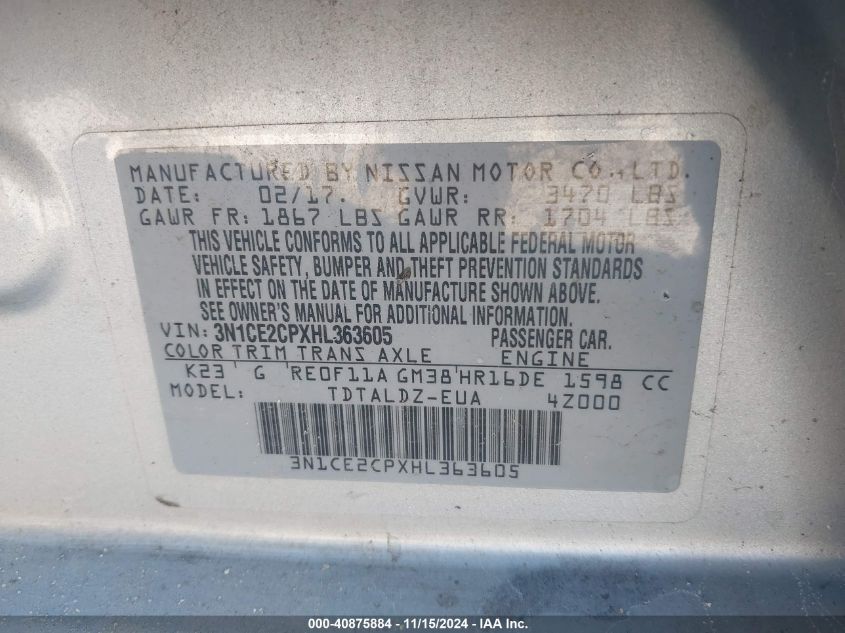 MANUFACTURED BY NISSAN MOTOR CO., LTD.
DATE: 02/17. GVWR: 3470 LBS
GAWR FR: 1867 LBS GAWR RR: 1704 LBS
THIS VEHICLE CONFORMS TO ALL APPLICABLE FEDERAL MOTOR
VEHICLE SAFETY, BUMPER AND THEFT PREVENTION STANDARDS
IN EFFECT ON THE DATE OF MANUFACTURE SHOWN ABOVE.
SEE OWNER'S MANUAL FOR ADDITIONAL INFORMATION.
VIN: 3N1CE2CPXHL363605 PASSENGER CAR.
COLOR TRIM TRANS AXLE ENGINE
K23 G RE0F11A GM38 HR16DE 1598 CC
MODEL: TDTALDZ-EUA 4Z000
3N1CE2CPXHL363605
000-40875884 - 11/15/2024 - IAA Inc.